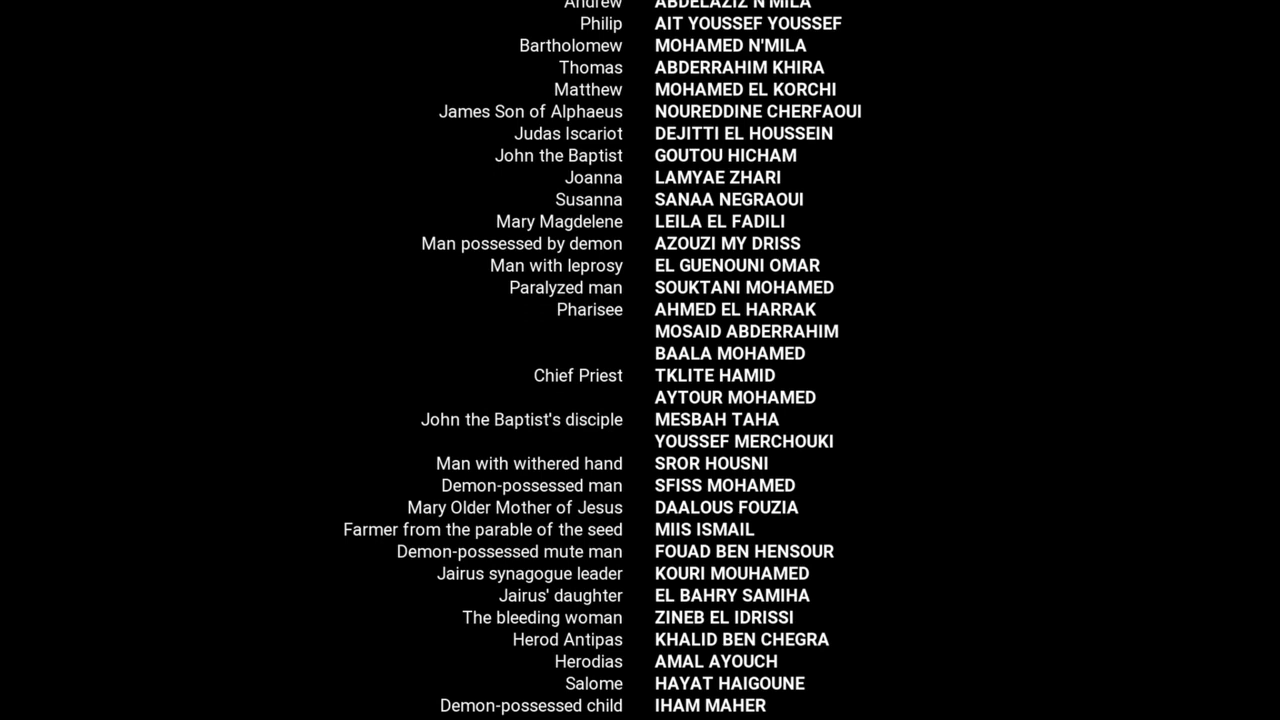 Andrew ABDELAZIZ N'MILA
Philip AIT YOUSSEF YOUSSEF
Bartholomew MOHAMED N'MILA
Thomas ABDERRAHIM KHIRA
Matthew MOHAMED EL KORCHI
James Son of Alphaeus NOUREDDINE CHERFAOUI
Judas Iscariot DEJITTI EL HOUSSEIN
John the Baptist GOUTOU HICHAM
Joanna LAMYAE ZHARI
Susanna SANAA NEGRAOUI
Mary Magdelene LEILA EL FADILI
Man possessed by demon AZOUZI MY DRISS
Man with leprosy EL GUENOUNI OMAR
Paralyzed man SOUKTANI MOHAMED
Pharisee AHMED EL HARRAK
MOSAID ABDERRAHIM
BAALA MOHAMED
Chief Priest TKLITE HAMID
AYTOUR MOHAMED
John the Baptist's disciple MESBAH TAHA
YOUSSEF MERCHOUKI
Man with withered hand SROR HOUSNI
Demon-possessed man SFISS MOHAMED
Mary Older Mother of Jesus DAALOUS FOUZIA
Farmer from the parable of the seed MIIS ISMAIL
Demon-possessed mute man FOUAD BEN HENSOUR
Jairus synagogue leader KOURI MOUHAMED
Jairus' daughter EL BAHRY SAMIHA
The bleeding woman ZINEB EL IDRISSI
Herod Antipas KHALID BEN CHEGRA
Herodias AMAL AYOUCH
Salome HAYAT HAIGOUNE
Demon-possessed child IHAM MAHER